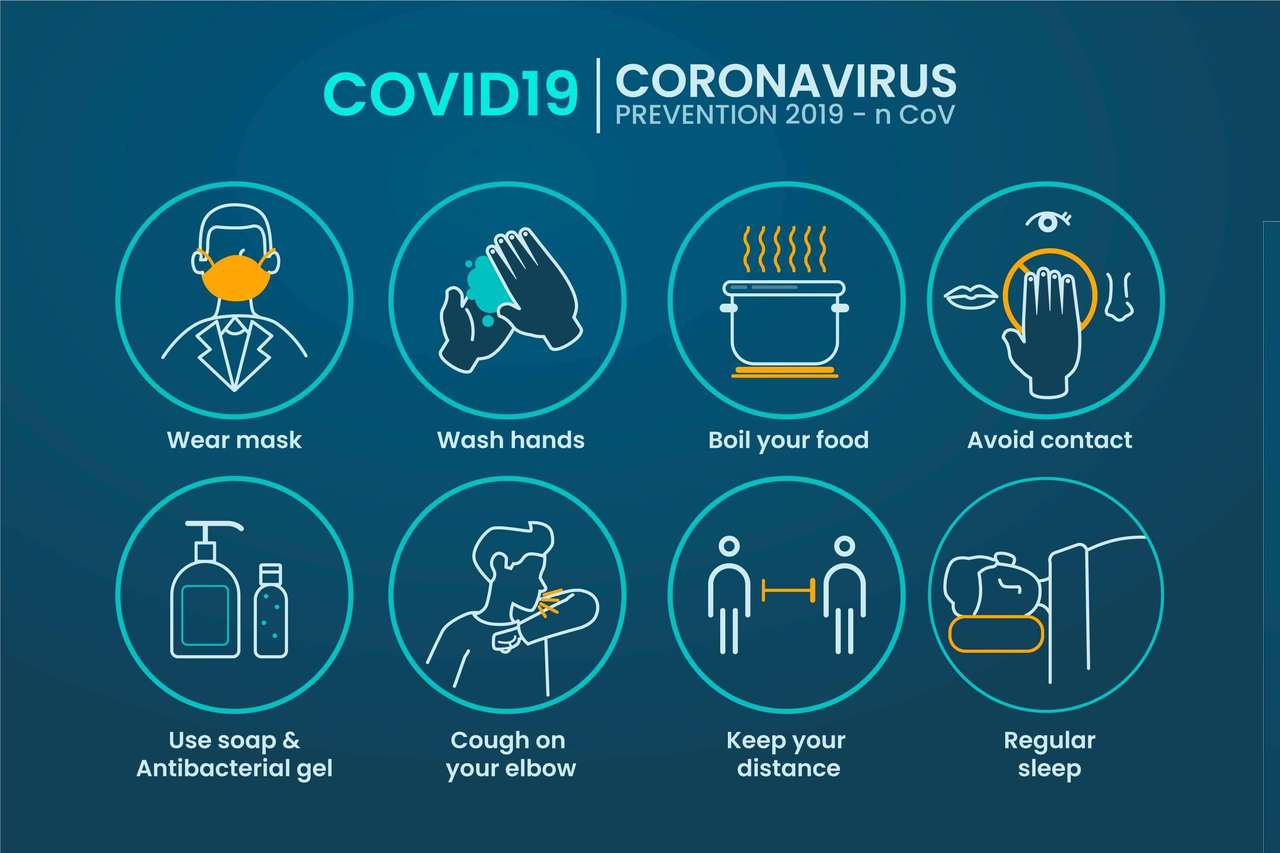 COVID19
CORONAVIRUS
PREVENTION 2019 - n CoV
Wear mask
Wash hands
Boil your food
Avoid contact
Use soap &
Antibacterial gel
Cough on
your elbow
Keep your
distance
Regular
sleep